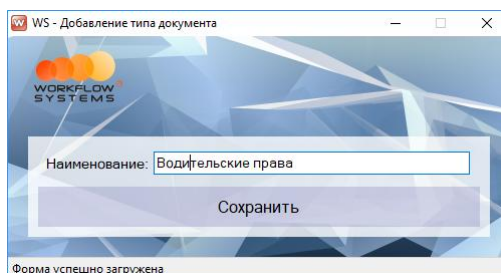 WS - Добавление типа документа
WORKFLOW
SYSTEMS
Наименование: Водительские права
Сохранить
Форма успешно загружена